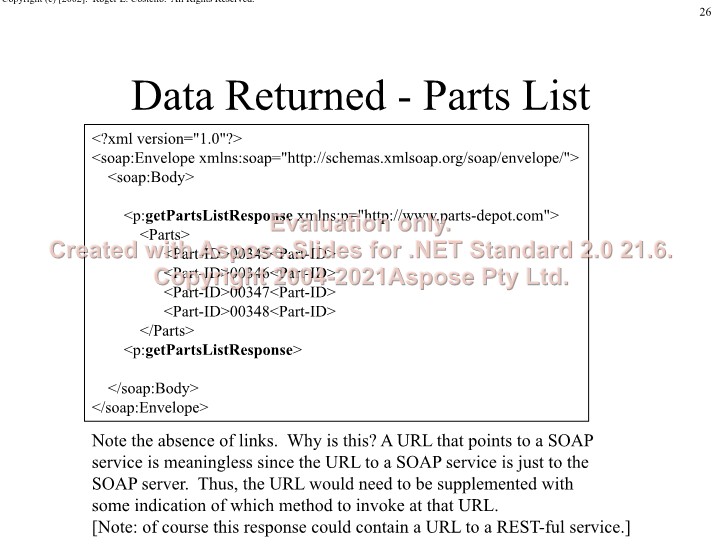 Copyright (c) [2002]. Roger L. Costello. All Rights Reserved.
26
Data Returned - Parts List
<?xml version="1.0"?>
<soap:Envelope xmlns:soap="http://schemas.xmlsoap.org/soap/envelope/">
<soap:Body>
<p:getPartsListResponse xmlns:p="http://www.parts-depot.com">
<Parts>
<Part-ID>00345<Part-ID>
<Part-ID>00346<Part-ID>
<Part-ID>00347<Part-ID>
<Part-ID>00348<Part-ID>
</Parts>
<p:getPartsListResponse>
</soap:Body>
</soap:Envelope>
Evaluation only.
Created with Aspose.Slides for .NET Standard 2.0 21.6.
Copyright 2004-2021Aspose Pty Ltd.
Note the absence of links. Why is this? A URL that points to a SOAP
service is meaningless since the URL to a SOAP service is just to the
SOAP server. Thus, the URL would need to be supplemented with
some indication of which method to invoke at that URL.
[Note: of course this response could contain a URL to a REST-ful service.]